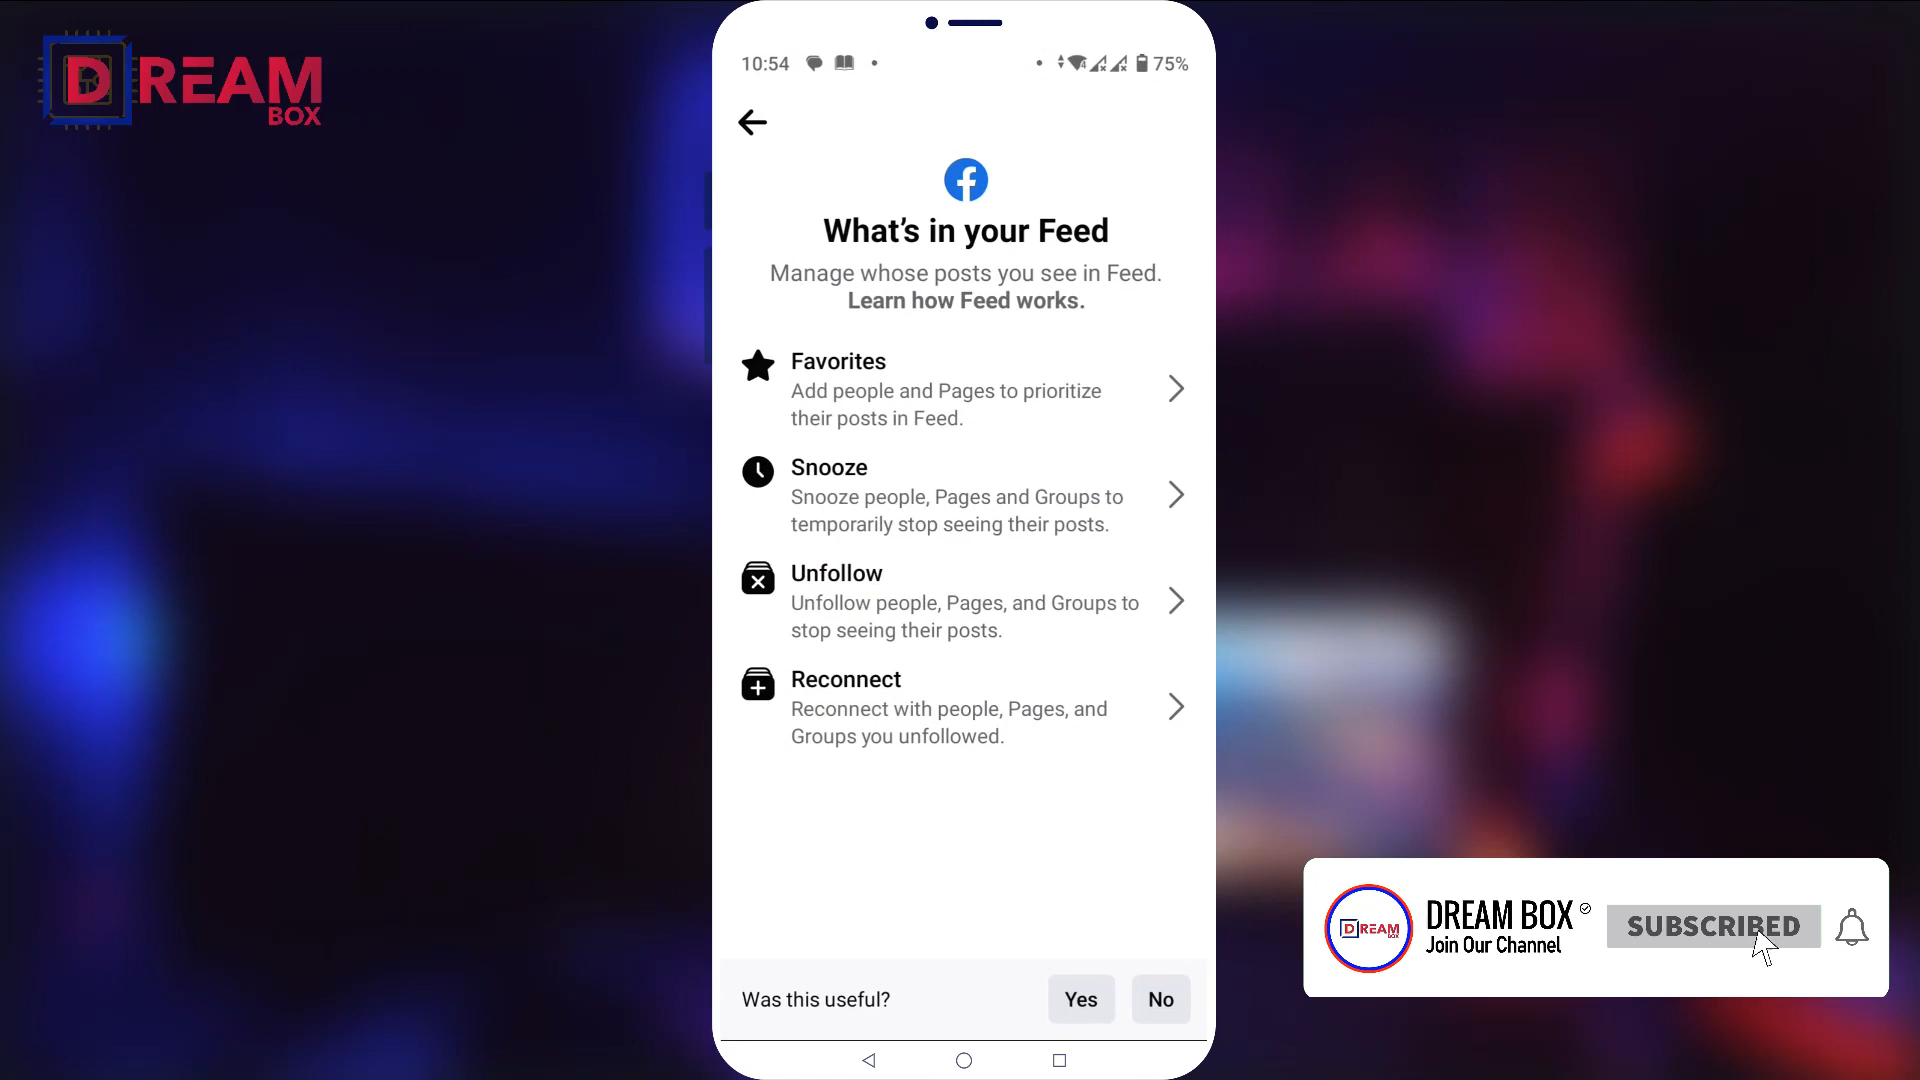 DREAM
BOX
10:54
75%
What's in your Feed
Manage whose posts you see in Feed.
Learn how Feed works.
Favorites
Add people and Pages to prioritize
their posts in Feed.
Snooze
Snooze people, Pages and Groups to
temporarily stop seeing their posts.
Unfollow
Unfollow people, Pages, and Groups to
stop seeing their posts.
Reconnect
Reconnect with people, Pages, and
Groups you unfollowed.
Was this useful?
Yes
No
DREAM
BOX
DREAM BOX
Join Our Channel
SUBSCRIBED